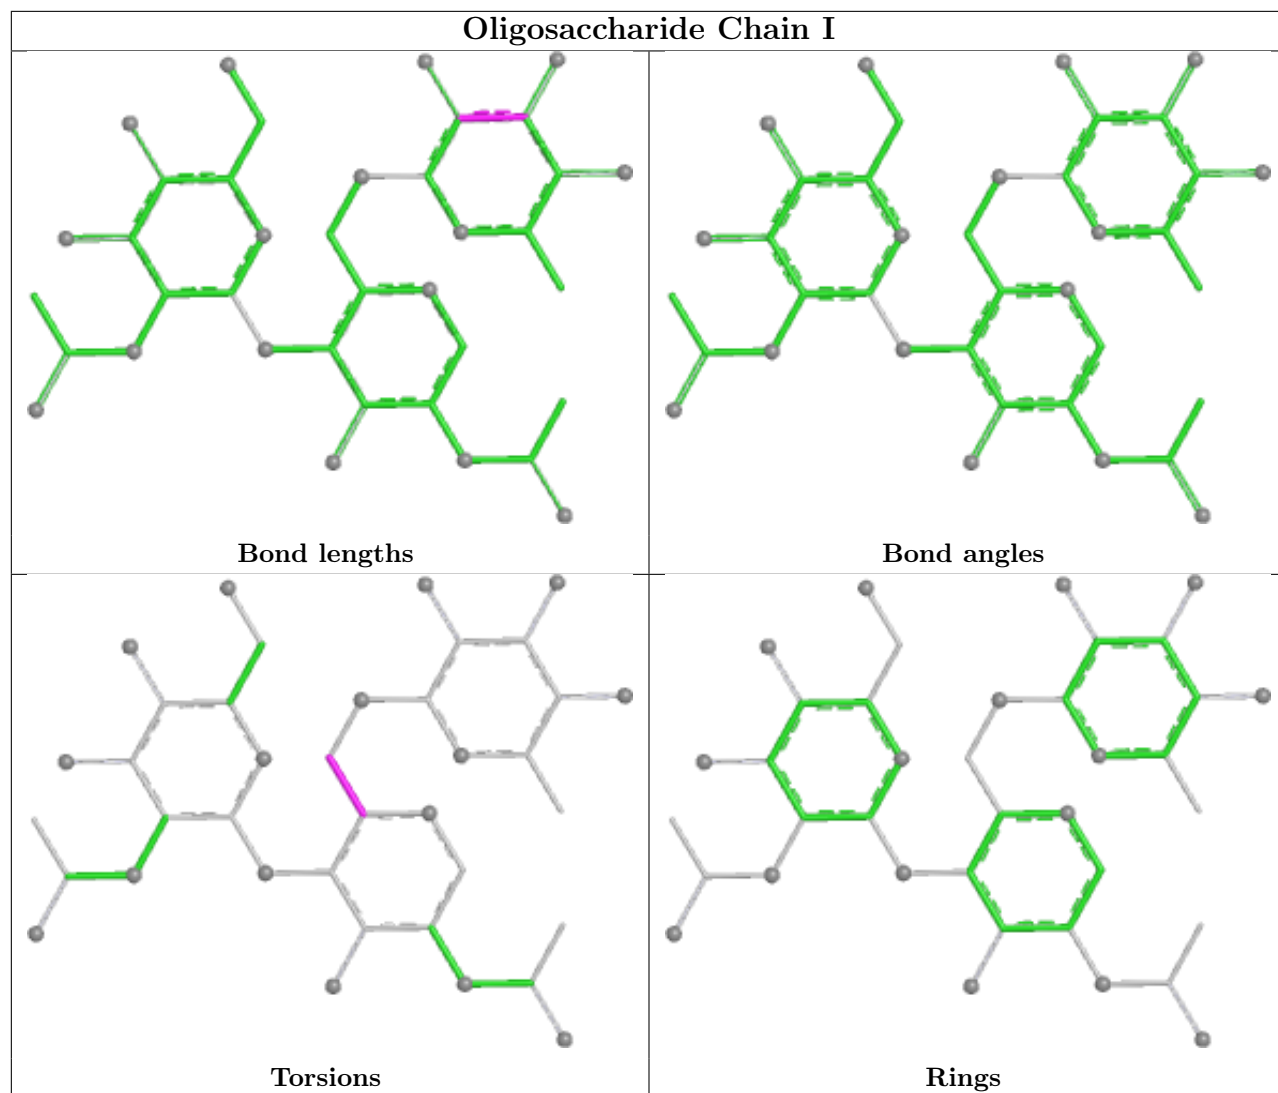 Oligosaccharide Chain I
Bond lengths
Bond angles
Torsions
Rings